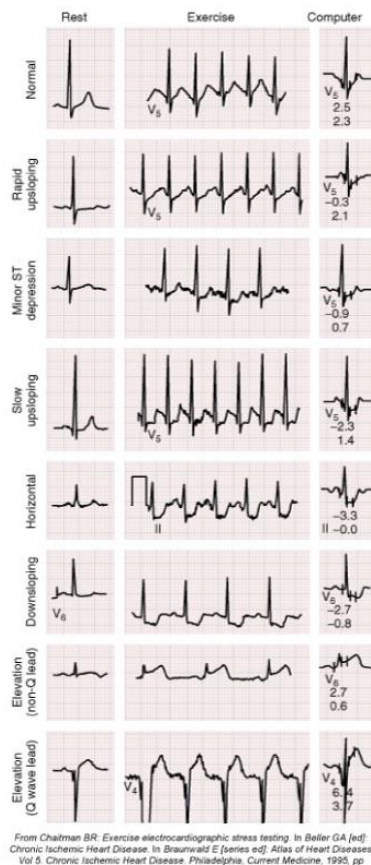 Rest Exercise Computer
Normal
V5
V5
2.5
2.3
Rapid
upsloping
V5
V5
−0.3
2.1
Minor ST
depression
V5
−0.9
0.7
Slow
upsloping
V5
V5
−2.3
1.4
Horizontal
II
−3.3
II −0.0
Downsloping
V6
V6
−2.7
−0.8
Elevation
(non-Q lead)
V6
2.7
0.6
Elevation
(Q wave lead)
V4
V4
6.4
3.7
From Chaitman BR: Exercise electrocardiographic stress testing. In Beller GA [ed]:
Chronic Ischemic Heart Disease. In Braunwald E [series ed]: Atlas of Heart Diseases,
Vol 5. Chronic Ischemic Heart Disease. Philadelphia, Current Medicine, 1995, pp